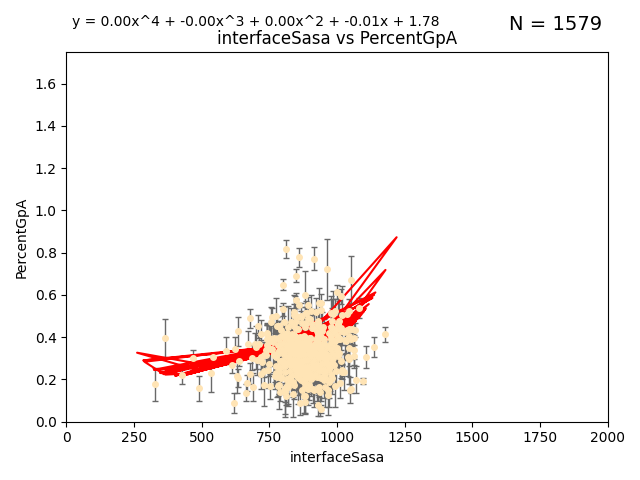 y = 0.00x^4 + -0.00x^3 + 0.00x^2 + -0.01x + 1.78
N = 1579
interfaceSasa vs PercentGpA
PercentGpA
1.6
1.4
1.2
1.0
0.8
0.6
0.4
0.2
0.0
0 250 500 750 1000 1250 1500 1750 2000
interfaceSasa